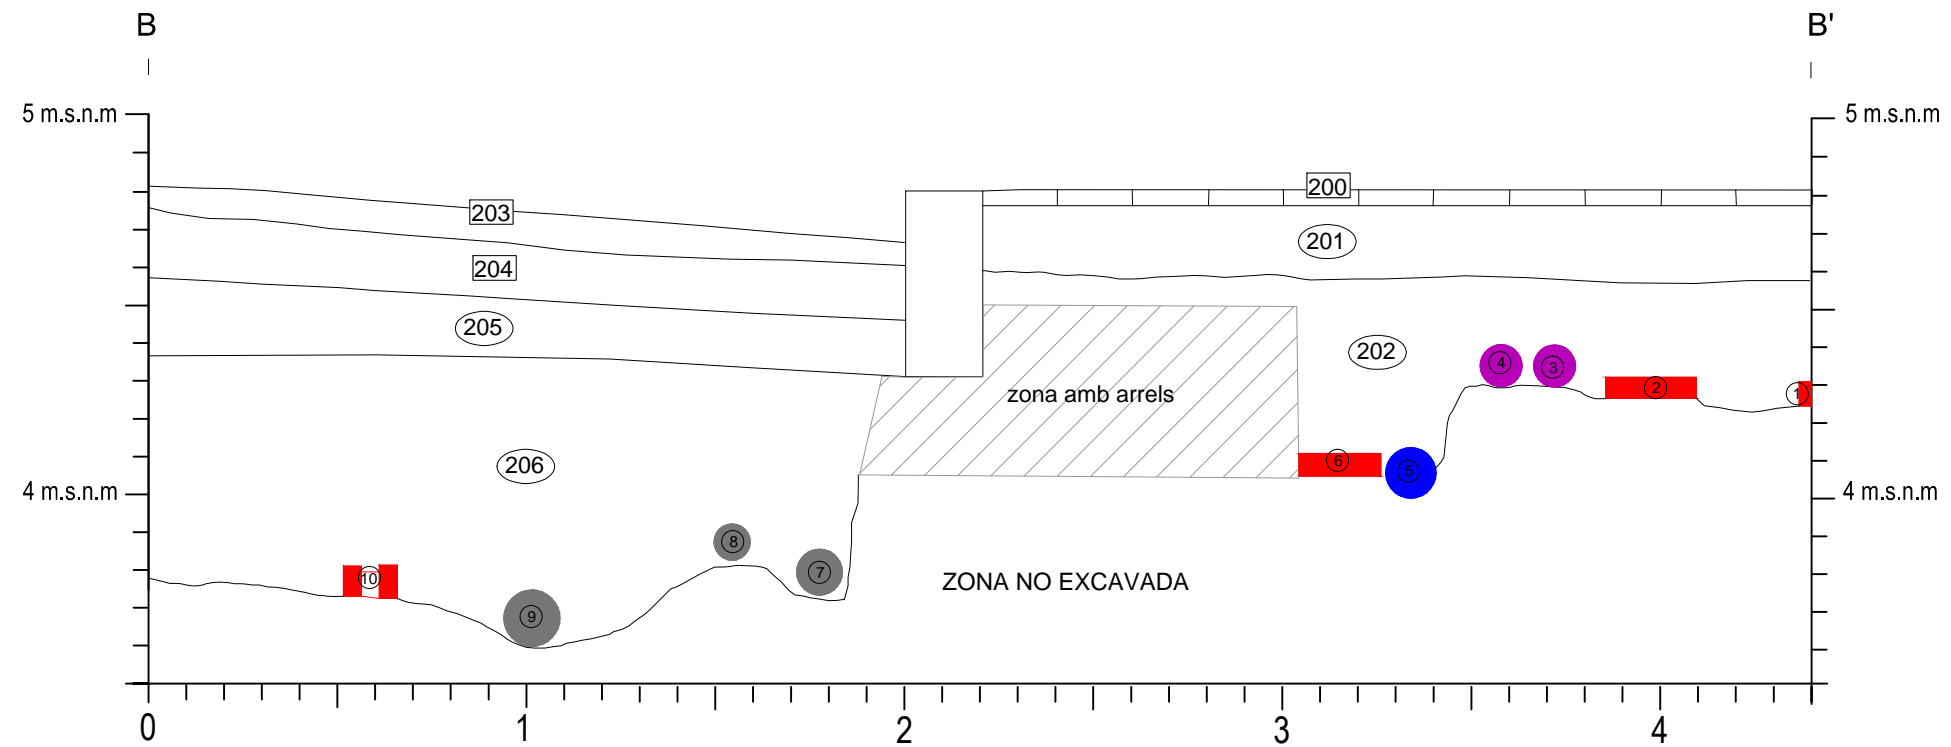 B B'
5 m.s.n.m 5 m.s.n.m
200
203
201
204
205
202
4 3
zona amb arrels
2 1
6
206
5
4 m.s.n.m 4 m.s.n.m
8
7
10
ZONA NO EXCAVADA
9
0 1 2 3 4